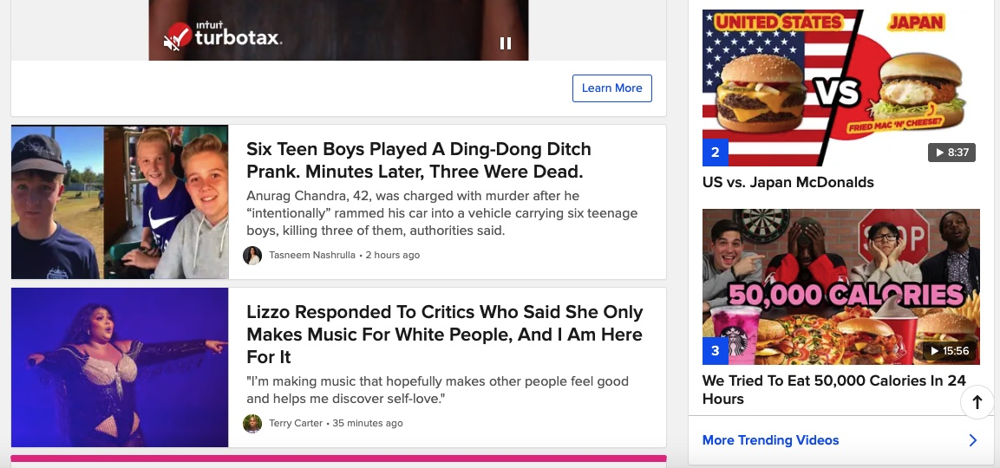 intuit
turbotax.
Learn More
Six Teen Boys Played A Ding-Dong Ditch
Prank. Minutes Later, Three Were Dead.
Anurag Chandra, 42, was charged with murder after he
“intentionally” rammed his car into a vehicle carrying six teenage
boys, killing three of them, authorities said.
Tasneem Nashrulla • 2 hours ago
Lizzo Responded To Critics Who Said She Only
Makes Music For White People, And I Am Here
For It
"I’m making music that hopefully makes other people feel good
and helps me discover self-love."
Terry Carter • 35 minutes ago
UNITED STATES
VS
JAPAN
FRIED MAC 'N' CHEESE?
2
8:37
US vs. Japan McDonalds
STOP
50,000 CALORIES
3
15:56
We Tried To Eat 50,000 Calories In 24
Hours
More Trending Videos